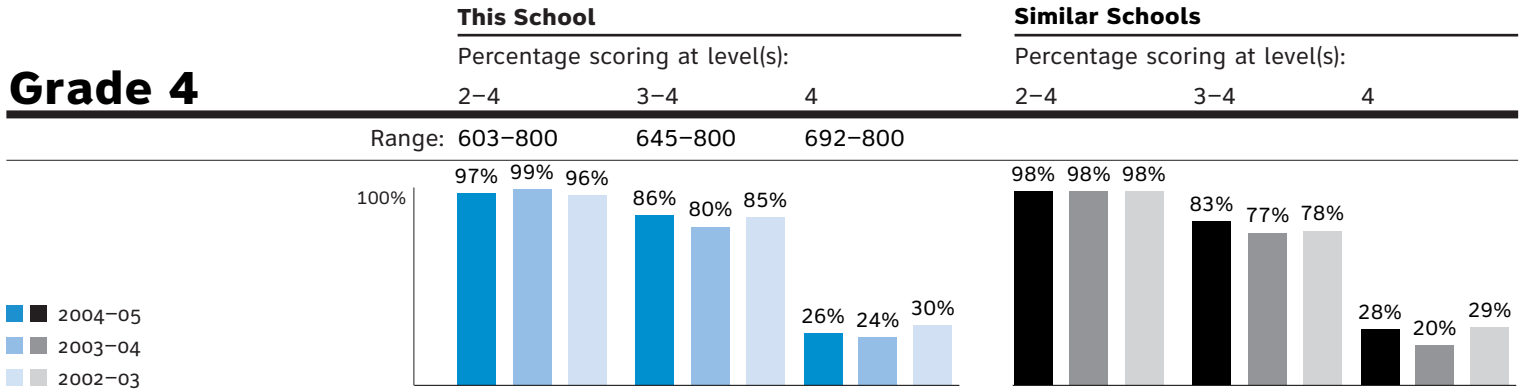 This School Similar Schools
Percentage scoring at level(s): Percentage scoring at level(s):
Grade 4 2–4 3–4 4 2–4 3–4 4
Range: 603–800 645–800 692–800
97% 99% 96% 86% 80% 85% 26% 24% 30% 98% 98% 98% 83% 77% 78% 28% 20% 29%
100%
2004–05
2003–04
2002–03